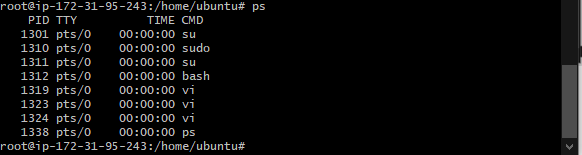 root@ip-172-31-95-243:/home/ubuntu# ps
PID TTY TIME CMD
1301 pts/0 00:00:00 su
1310 pts/0 00:00:00 sudo
1311 pts/0 00:00:00 su
1312 pts/0 00:00:00 bash
1319 pts/0 00:00:00 vi
1323 pts/0 00:00:00 vi
1324 pts/0 00:00:00 vi
1338 pts/0 00:00:00 ps
root@ip-172-31-95-243:/home/ubuntu#